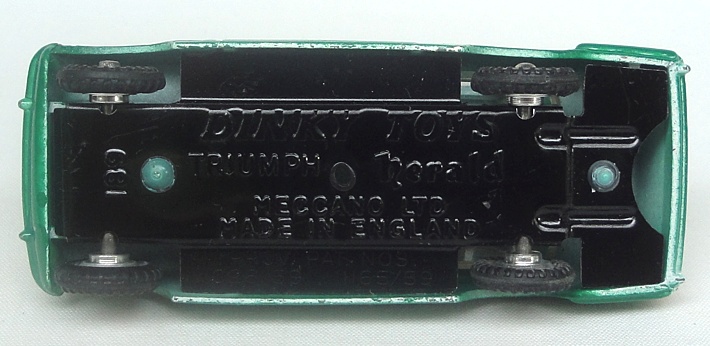 DINKY TOYS
TRIUMPH herald
189
MECCANO LTD
MADE IN ENGLAND